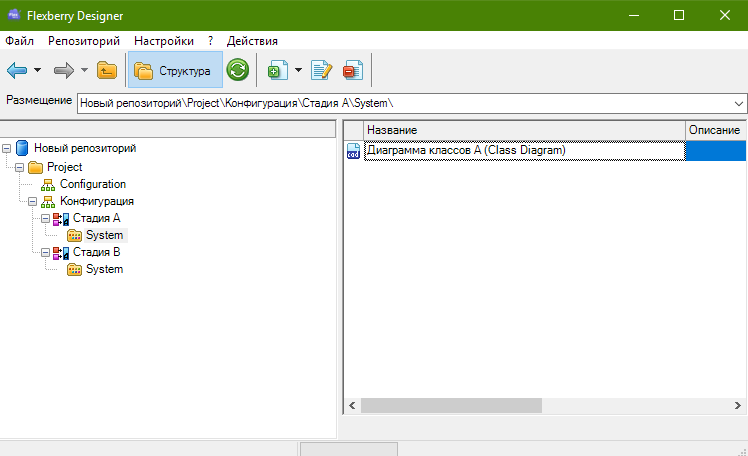 Flexberry Designer
Файл Репозиторий Настройки ? Действия
Структура
Размещение Новый репозиторий\Project\Конфигурация\Стадия А\System\
Название Описание
Диаграмма классов А (Class Diagram)
Новый репозиторий
Project
Configuration
Конфигурация
Стадия А
System
Стадия В
System